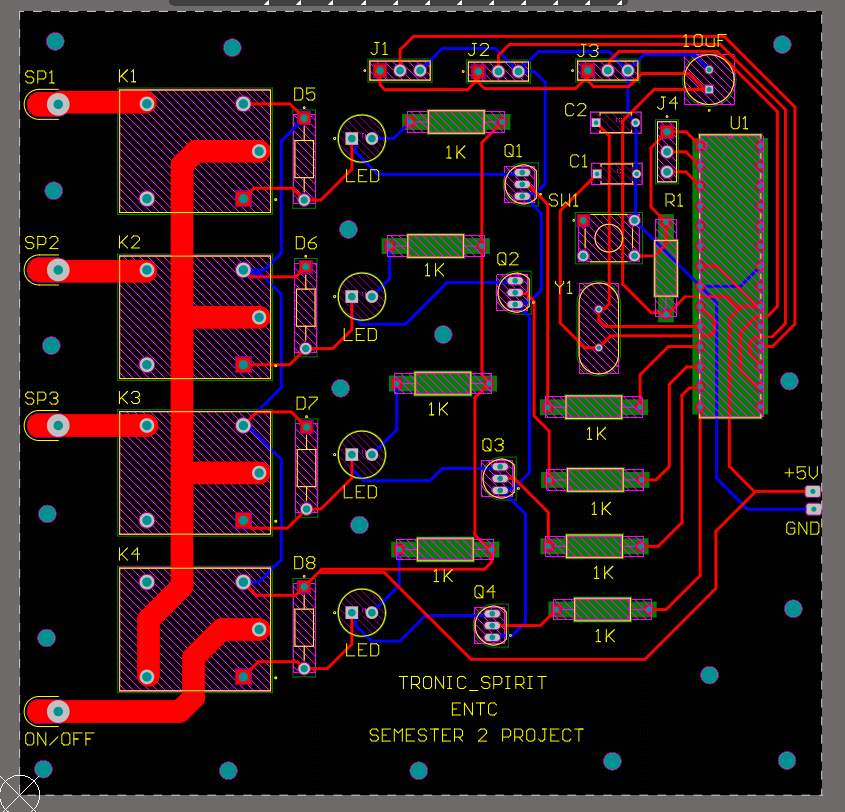 J1
J2
J3
10uF
SP1
K1
D5
C2
J4
U1
LED
1K
Q1
C1
SW1
R1
SP2
K2
D6
1K
Q2
Y1
LED
SP3
K3
D7
1K
1K
LED
Q3
1K
+5V
GND
K4
D8
1K
1K
Q4
1K
LED
TRONIC_SPIRIT
ENTC
SEMESTER 2 PROJECT
ON/OFF